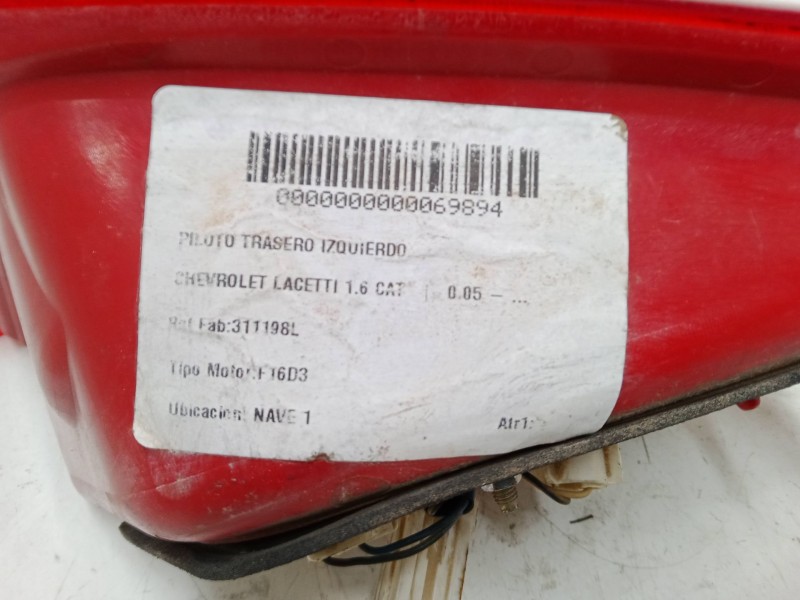 0000000000069894
PILOTO TRASERO IZQUIERDO
CHEVROLET LACETTI 1.6 CAT | 0.05 - ...
Ref Fab:311198L
Tipo Motor:F16D3
Ubicacion: NAVE 1 Atr1: